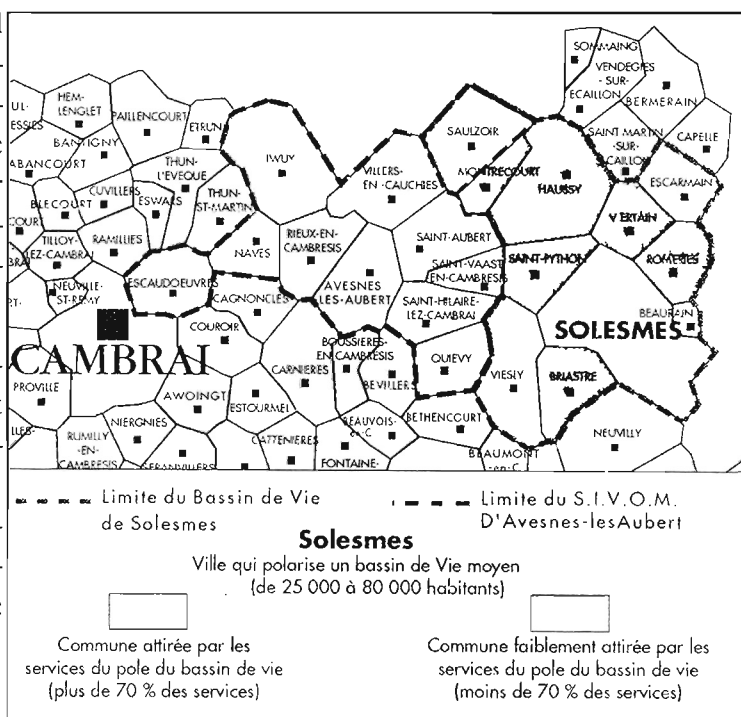 SOMMAING
VENDEGIES
-SUR-
ECAILLON
BERMERAIN
HEM-
LENGLET
PAILLENCOURT
ETRUN
BANTIGNY
ABANCOURT
THUN-
L'EVEQUE
IWUY
SAULZOIR
SAINT MARTIN
-SUR-
CAPELLE
VILLERS-
EN-CAUCHIES
MONTRECOURT
HAUSSY
ESCARMAIN
CUVILLERS
ESWARS
THUN-
ST-MARTIN
BLECOURT
VERTAIN
TILLOY-
LEZ-CAMBRAI
RAMILLIES
NAVES
RIEUX-EN-
CAMBRESIS
SAINT-AUBERT
SAINT-VAAST
EN-CAMBRESIS
SAINT-PYTHON
ROMERIES
NEUVILLE-
ST-REMY
ESCAUDOEUVRES
CAGNONCLES
AVESNES
LES-AUBERT
SAINT-HILAIRE-
LEZ-CAMBRAI
BEAURAIN
SOLESMES
CAMBRAI
COUROIR
BOUSSIERES-
EN-CAMBRESIS
QUIEVY
PROVILLE
AWOINGT
CARNIERES
BEVILLERS
VIESLY
BRIASTRE
ESTOURMEL
NIERGNIES
BEAUVOIS-
-en-C.
BETHENCOURT
NEUVILLY
RUMILLY
-EN-
CAMBRESIS
CATTENIERES
FONTAINE-
BEAUMONT
-en-C.
Limite du Bassin de Vie
de Solesmes
Limite du S.I.V.O.M.
D'Avesnes-lesAubert
Solesmes
Ville qui polarise un bassin de Vie moyen
(de 25 000 à 80 000 habitants)
Commune attirée par les
services du pole du bassin de vie
(plus de 70 % des services)
Commune faiblement attirée par les
services du pole du bassin de vie
(moins de 70 % des services)